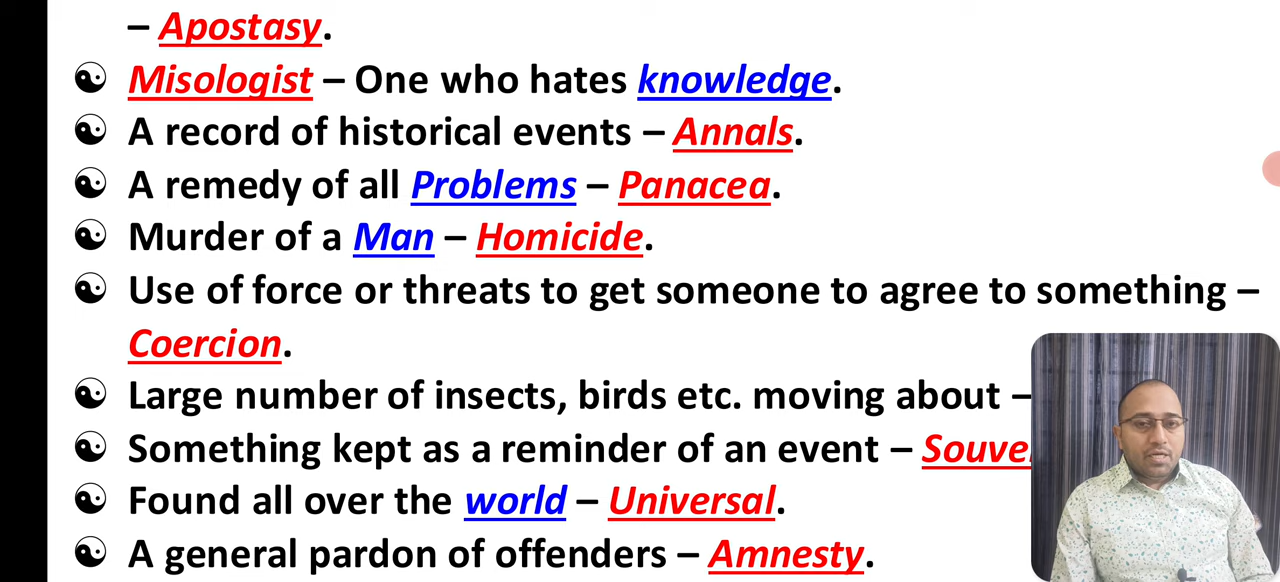 – Apostasy.
☯ Misologist – One who hates knowledge.
☯ A record of historical events – Annals.
☯ A remedy of all Problems – Panacea.
☯ Murder of a Man – Homicide.
☯ Use of force or threats to get someone to agree to something –
Coercion.
☯ Large number of insects, birds etc. moving about –
☯ Something kept as a reminder of an event –
☯ Found all over the world – Universal.
☯ A general pardon of offenders – Amnesty.